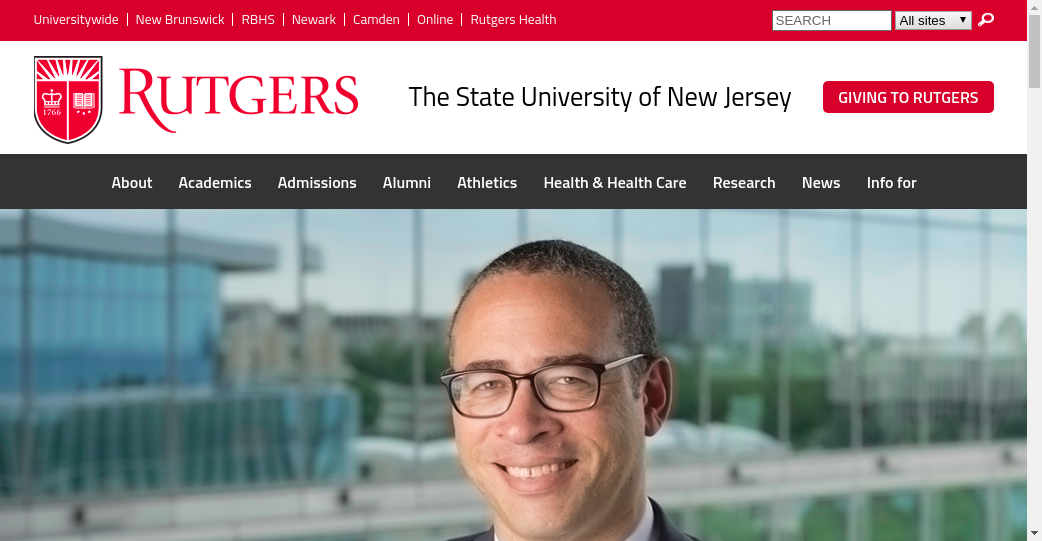 Universitywide New Brunswick RBHS Newark Camden Online Rutgers Health SEARCH All sites
1766 RUTGERS The State University of New Jersey GIVING TO RUTGERS
About Academics Admissions Alumni Athletics Health & Health Care Research News Info for